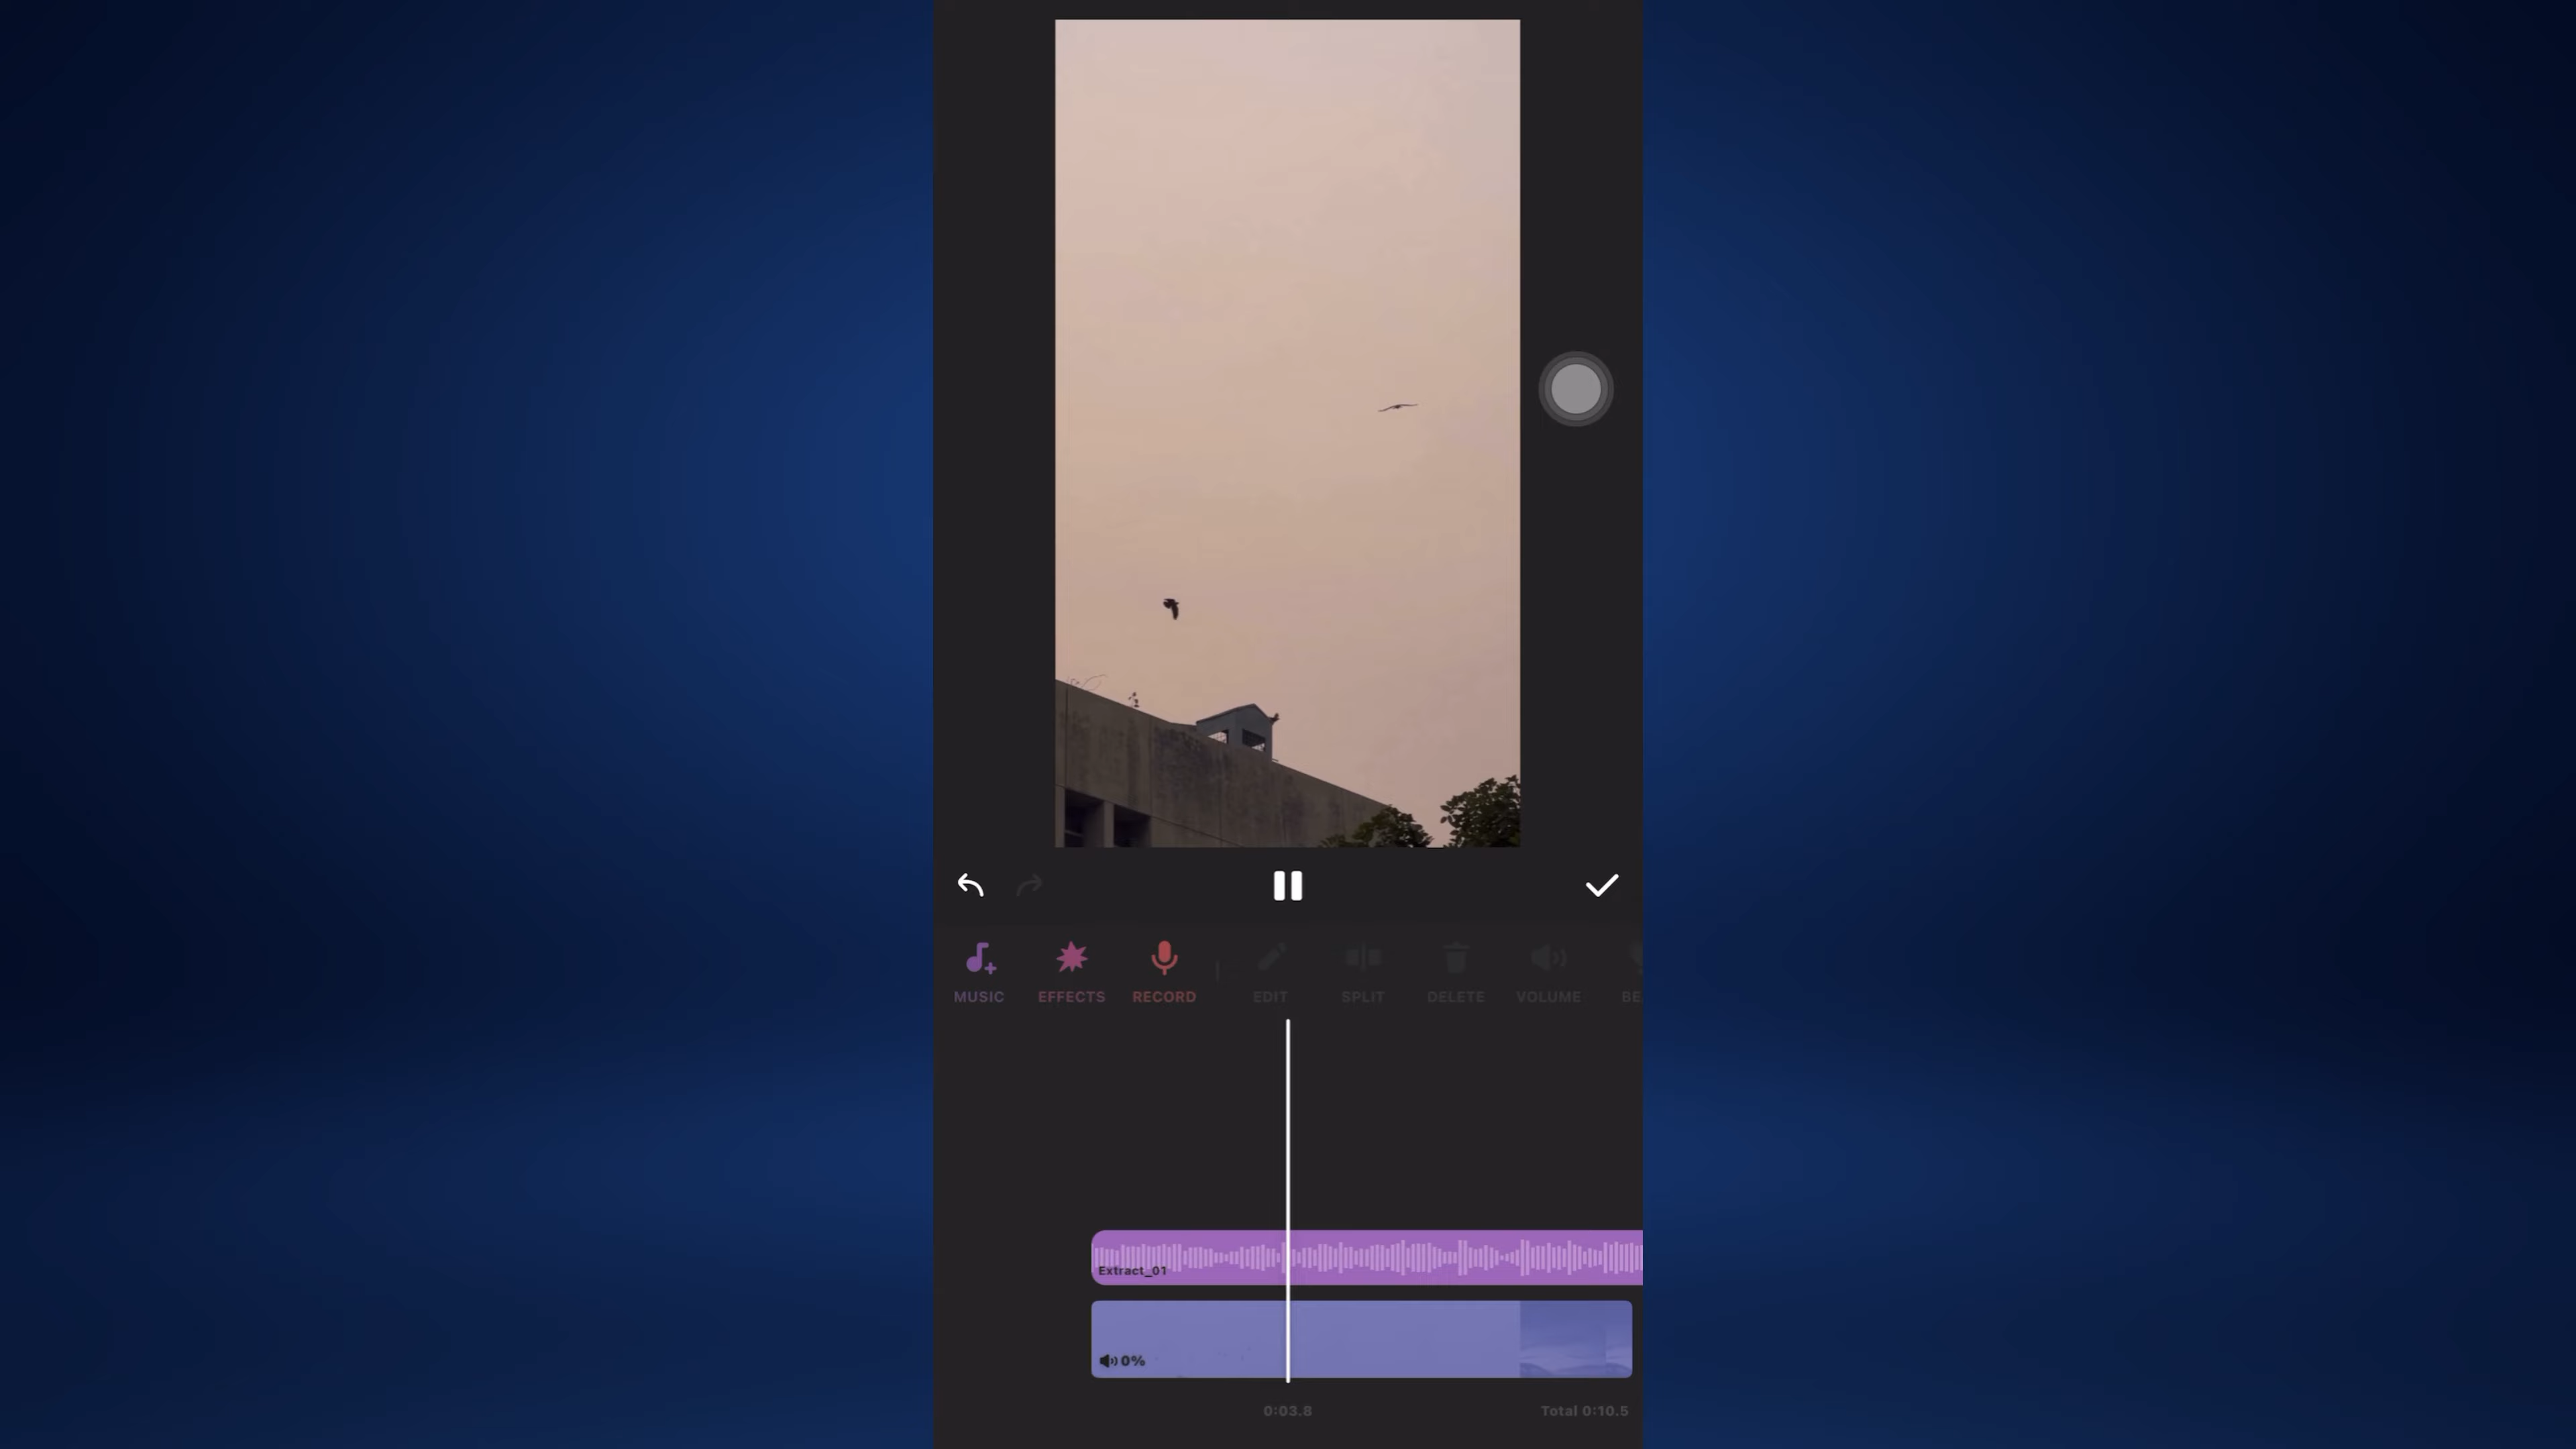 MUSIC EFFECTS RECORD EDIT SPLIT DELETE VOLUME
Extract_01
0%
0:03.8 Total 0:10.5